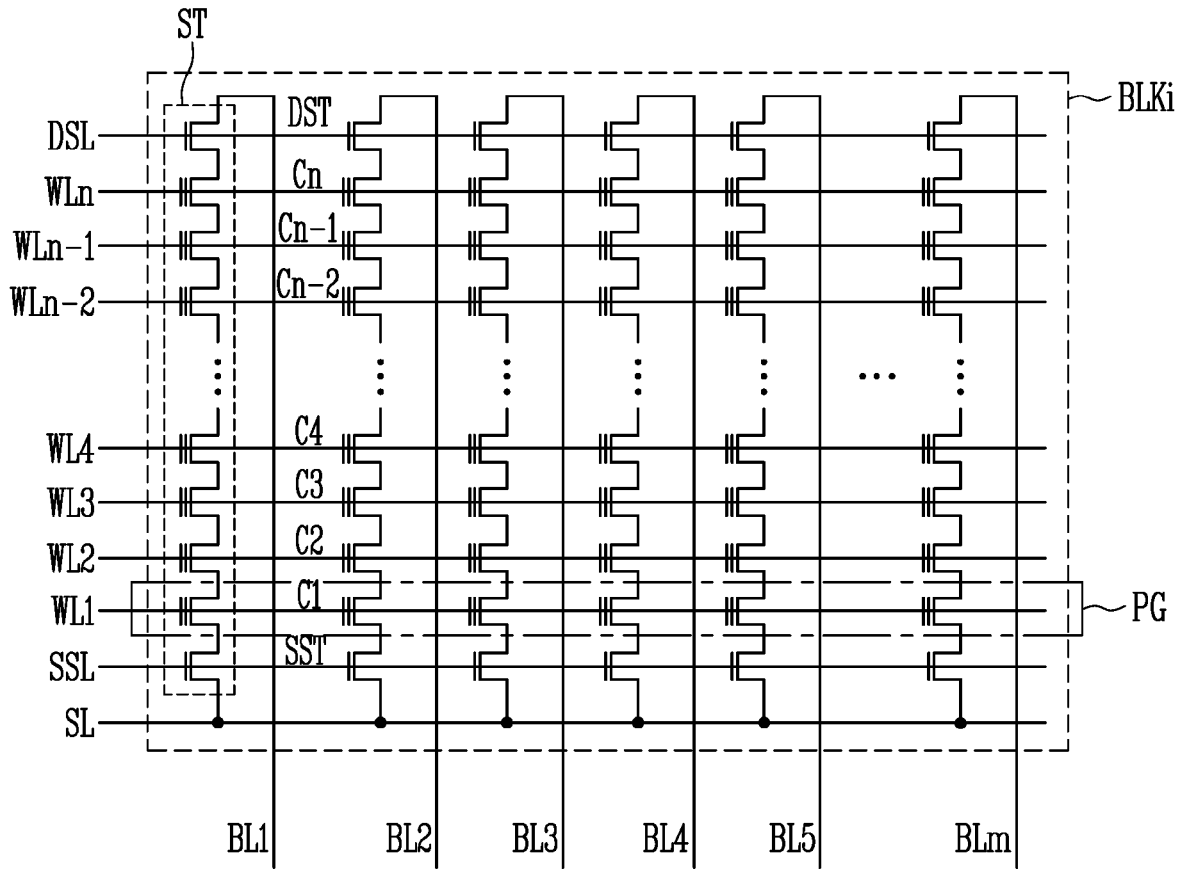 ST
BLKi
DSL DST
WLn Cn
WLn-1 Cn-1
WLn-2 Cn-2
WL4 C4
WL3 C3
WL2 C2
WL1 C1 PG
SSL SST
SL
BL1 BL2 BL3 BL4 BL5 BLm